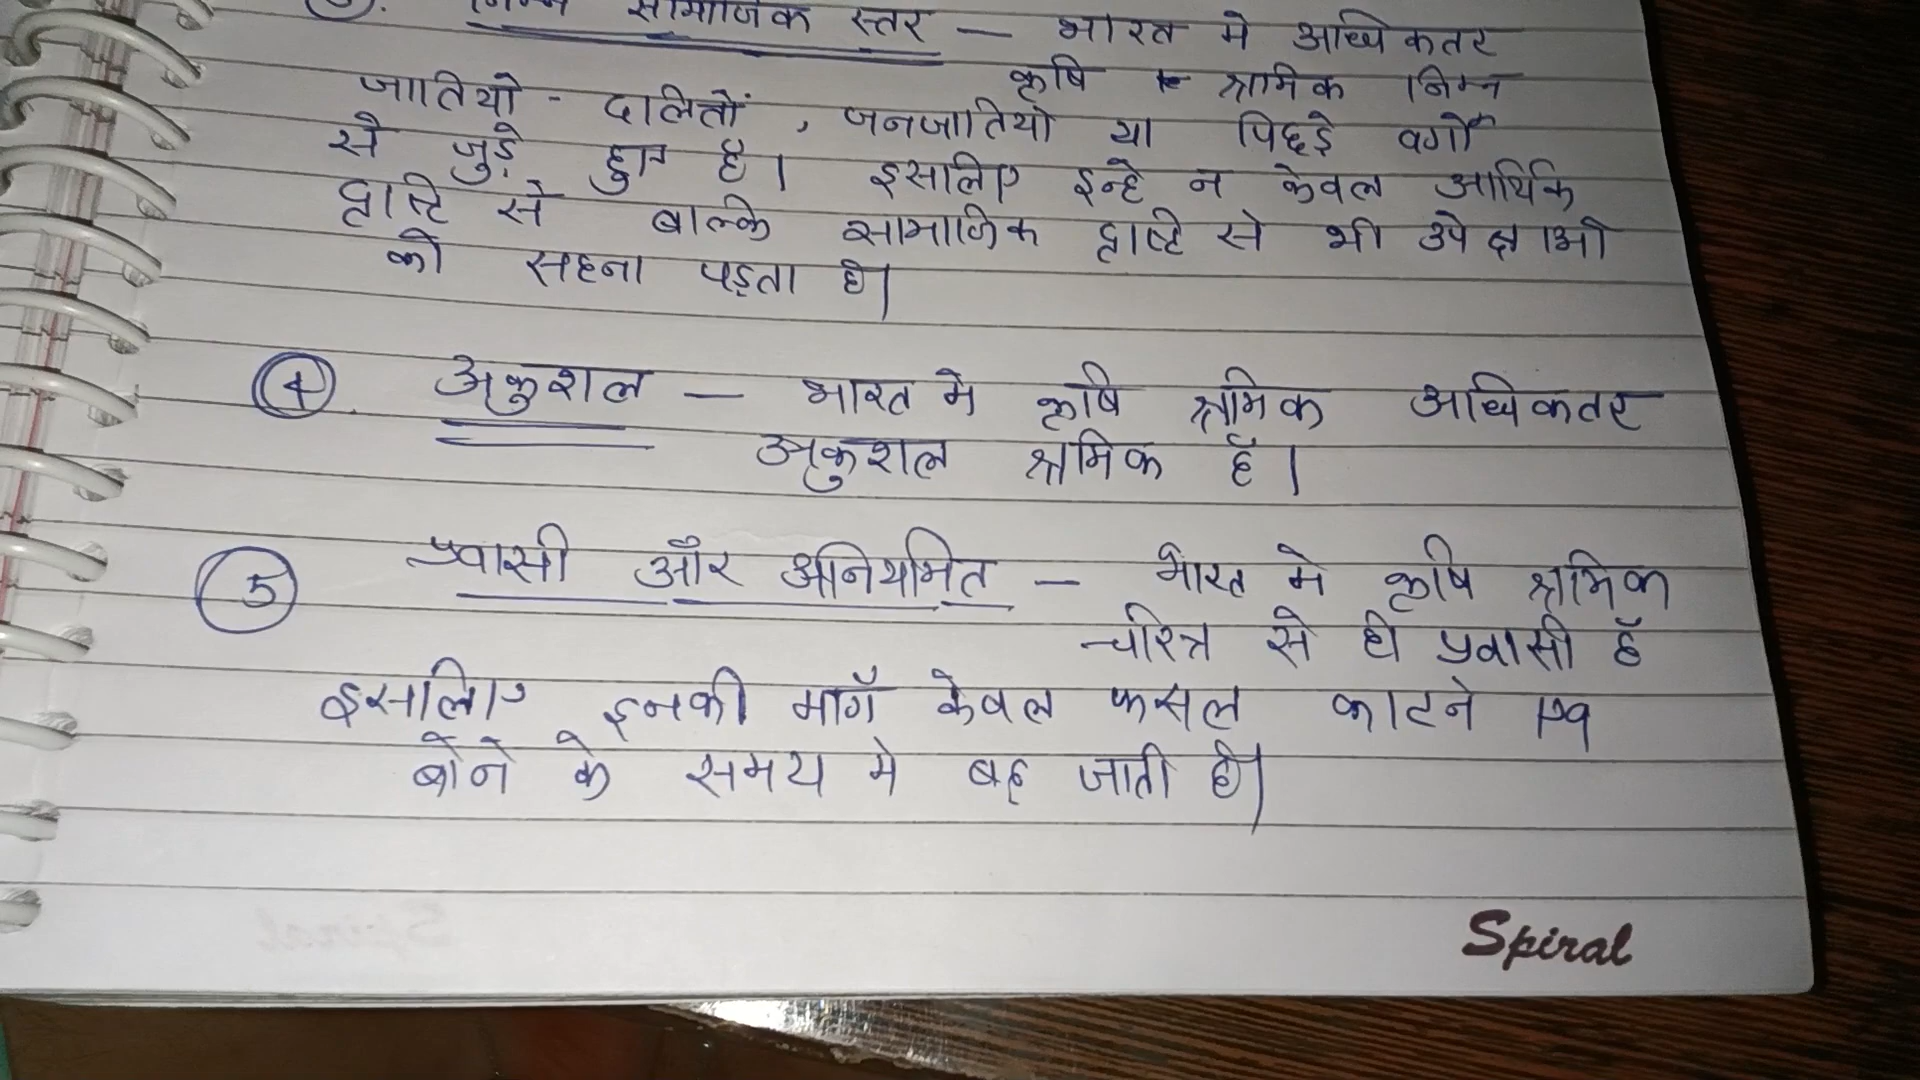 निम्न सामाजिक स्तर — भारत मे अधिकतर
कृषि श्रमिक निम्न
जातियो - दलितों, जनजातियो या पिछड़े वर्गों
से जुड़े हुए है। इसलिए इन्हे न केवल आर्थिक
दृष्टि से बल्कि सामाजिक दृष्टि से भी उपेक्षाओ
को सहना पड़ता है।
④. अकुशल — भारत मे कृषि श्रमिक अधिकतर
अकुशल श्रमिक हैं।
⑤ प्रवासी और अनियमित — भारत मे कृषि श्रमिक
चरित्र से ही प्रवासी हैं
इसलिए इनकी माँग केवल फसल काटने एव
बोने के समय मे बढ़ जाती है।
Spiral